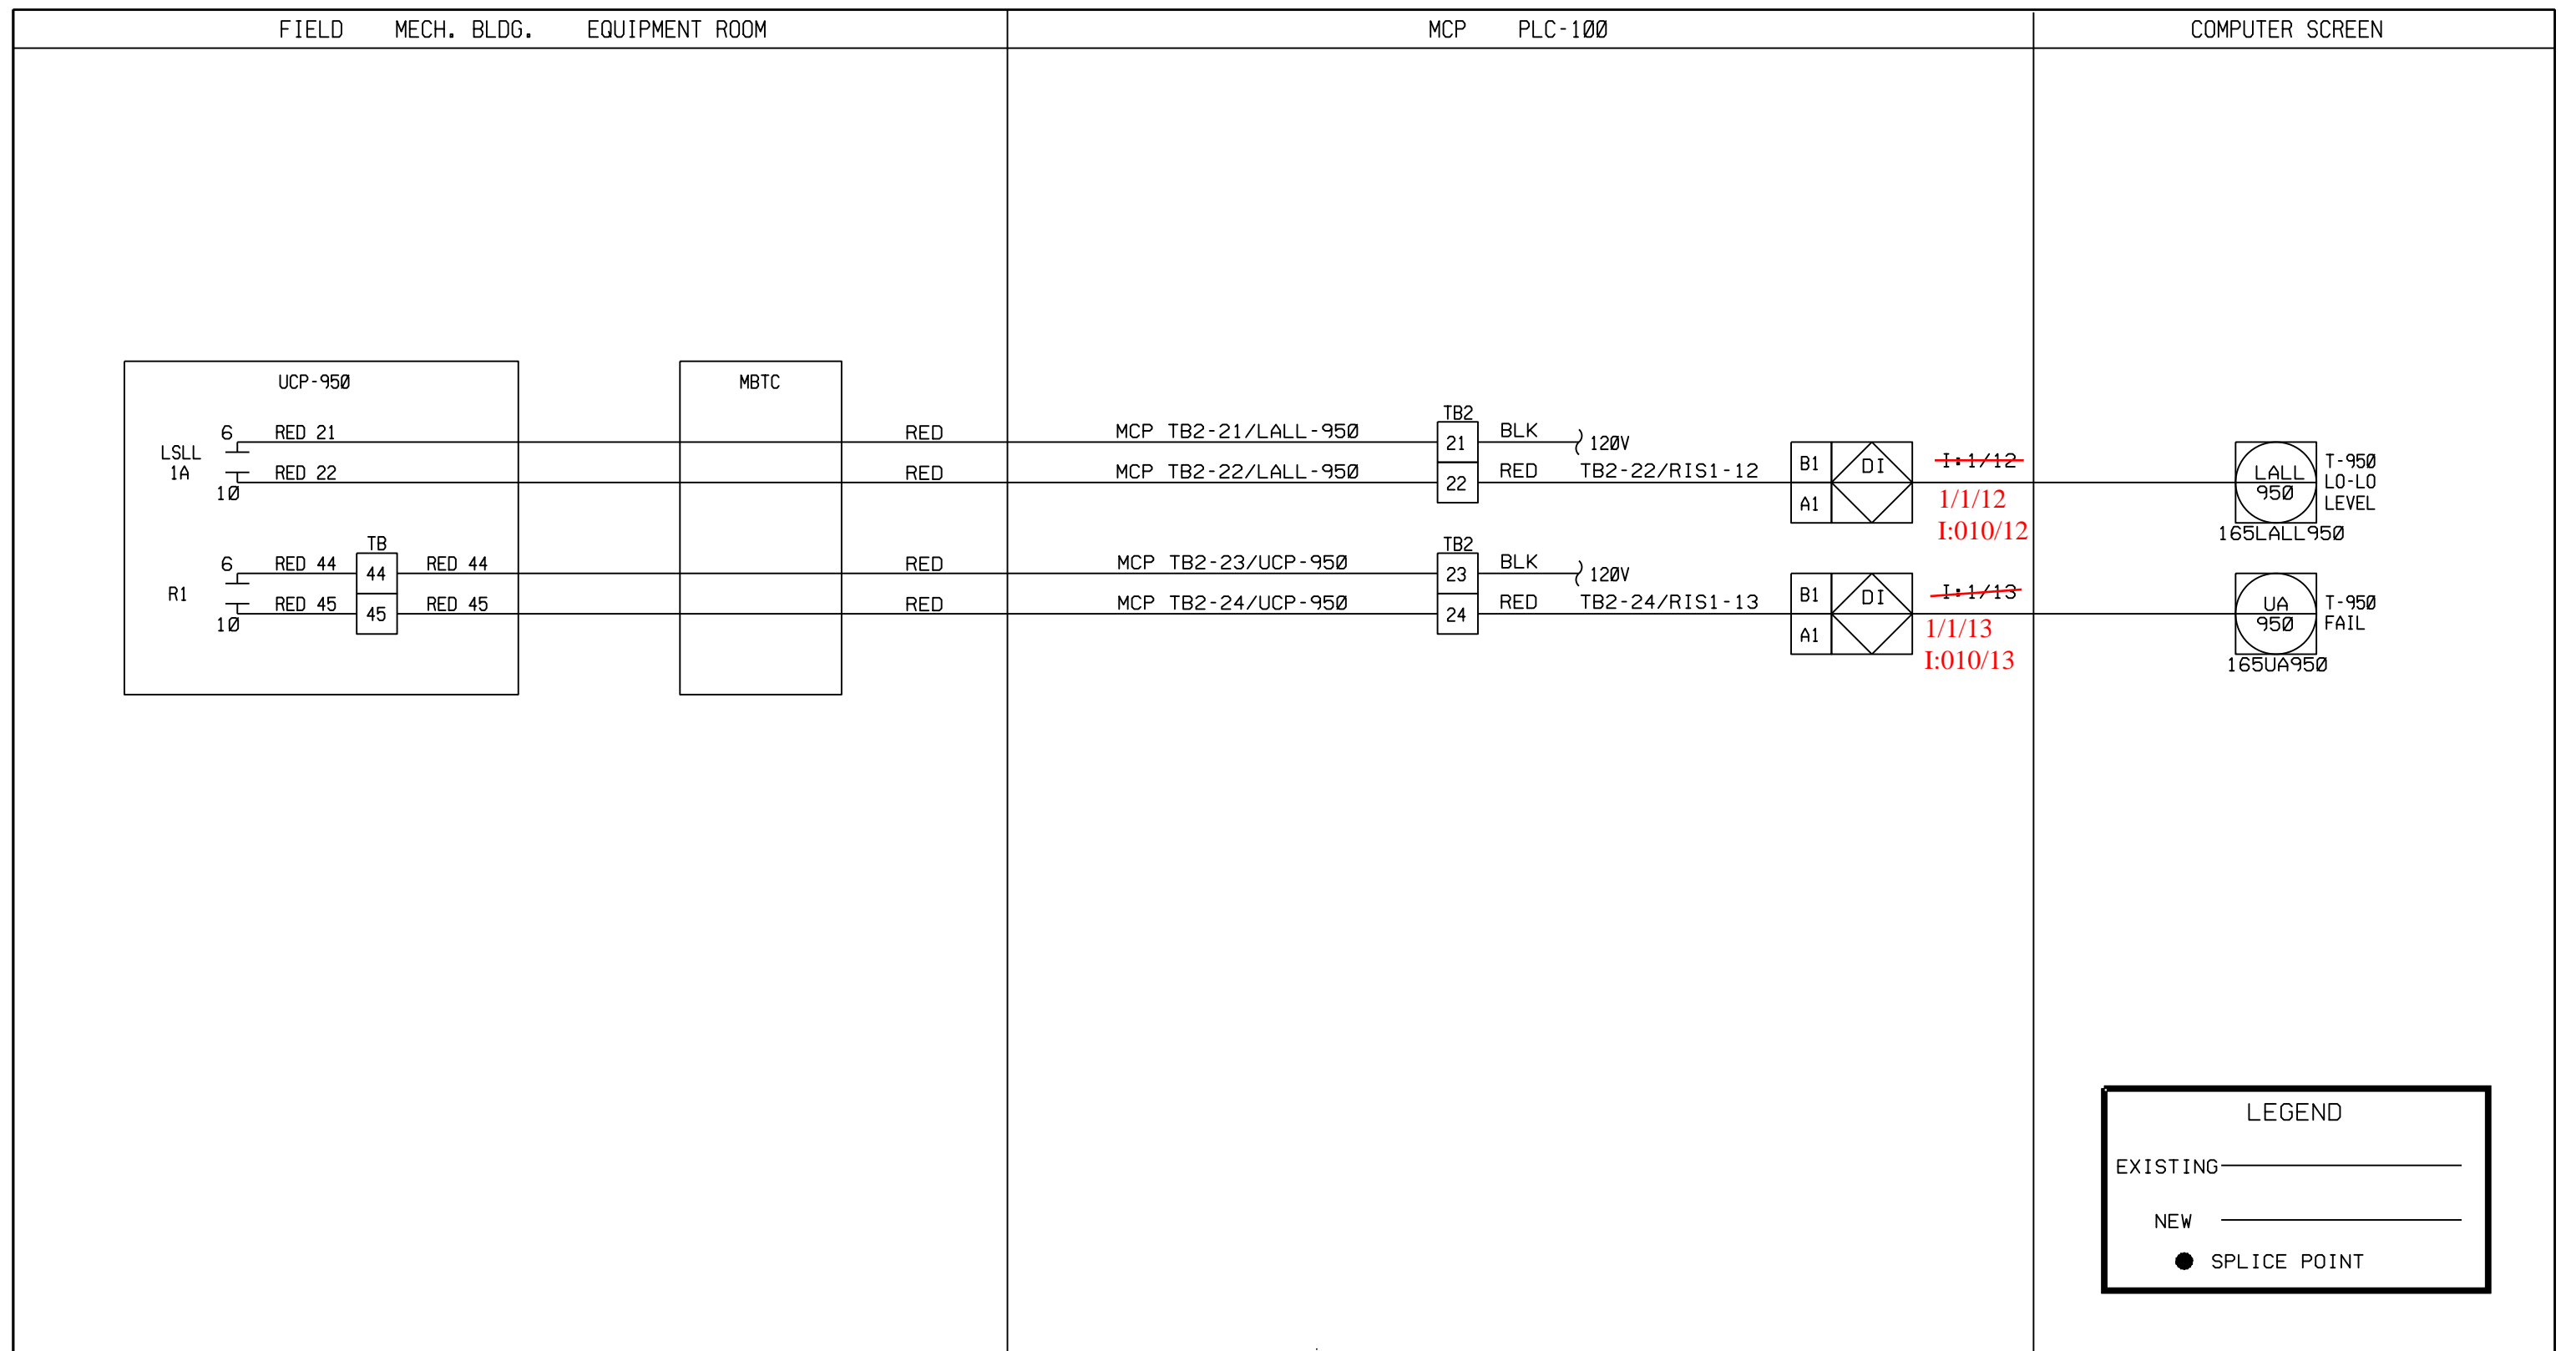 FIELD MECH. BLDG. EQUIPMENT ROOM
MCP PLC-100
COMPUTER SCREEN
UCP-950
MBTC
LSLL
1A
6
RED 21
10
RED 22
RED
RED
MCP TB2-21/LALL-950
MCP TB2-22/LALL-950
TB2
21
22
BLK
120V
RED
TB2-22/RIS1-12
B1
A1
DI
I:1/12
1/1/12
I:010/12
LALL
950
T-950
LO-LO
LEVEL
165LALL950
R1
6
RED 44
10
RED 45
TB
44
45
RED 44
RED 45
RED
RED
MCP TB2-23/UCP-950
MCP TB2-24/UCP-950
TB2
23
24
BLK
120V
RED
TB2-24/RIS1-13
B1
A1
DI
I:1/13
1/1/13
I:010/13
UA
950
T-950
FAIL
165UA950
LEGEND
EXISTING
NEW
SPLICE POINT